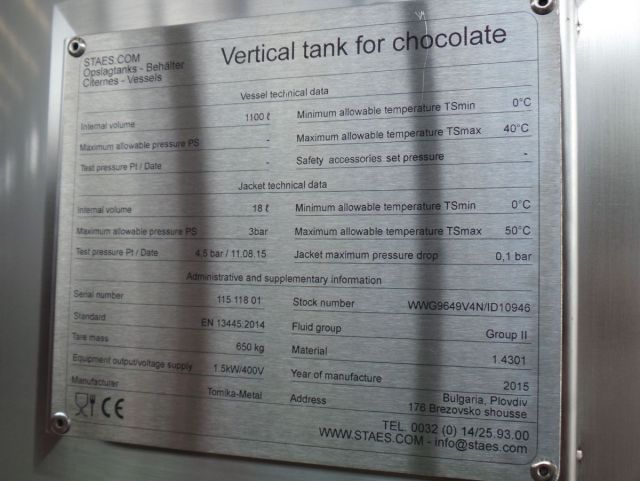 STAES.COM
Opslagtanks - Behälter
Citernes - Vessels
Vertical tank for chocolate
Vessel technical data
Internal volume 1100 ℓ Minimum allowable temperature TSmin 0°C
Maximum allowable pressure PS - Maximum allowable temperature TSmax 40°C
Test pressure Pt / Date - Safety accessories set pressure -
Jacket technical data
Internal volume 18 ℓ Minimum allowable temperature TSmin 0°C
Maximum allowable pressure PS 3bar Maximum allowable temperature TSmax 50°C
Test pressure Pt / Date 4,5 bar / 11.08.15 Jacket maximum pressure drop 0,1 bar
Administrative and supplementary information
Serial number 115 118 01 Stock number WWG9649V4N/ID10946
Standard EN 13445:2014 Fluid group Group II
Tare mass 650 kg Material 1.4301
Equipment output/voltage supply 1.5kW/400V Year of manufacture 2015
Manufacturer Tomika-Metal Address Bulgaria, Plovdiv
176 Brezovsko shousse
CE
TEL. 0032 (0) 14/25.93.00
WWW.STAES.COM - info@staes.com